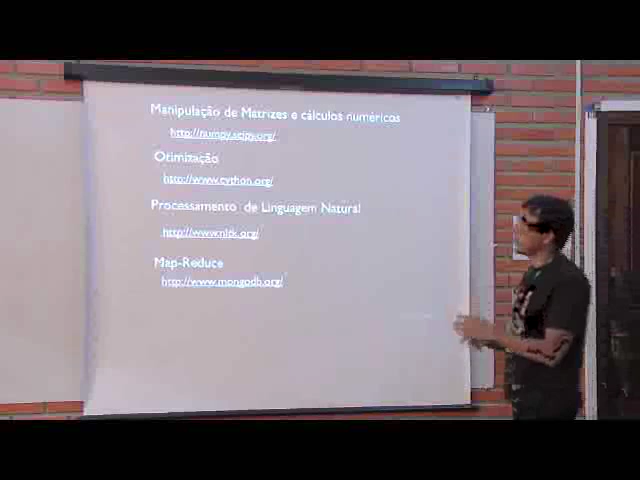 Manipulação de Matrizes e cálculos numéricos
http://numpy.scipy.org/
Otimização
http://www.cython.org/
Processamento de Linguagem Natural
http://www.nltk.org/
Map-Reduce
http://www.mongodb.org/